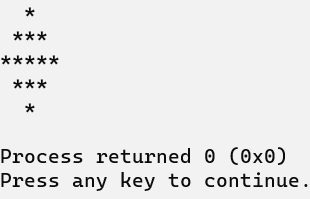 *
 ***
*****
 ***
  *

Process returned 0 (0x0)
Press any key to continue.